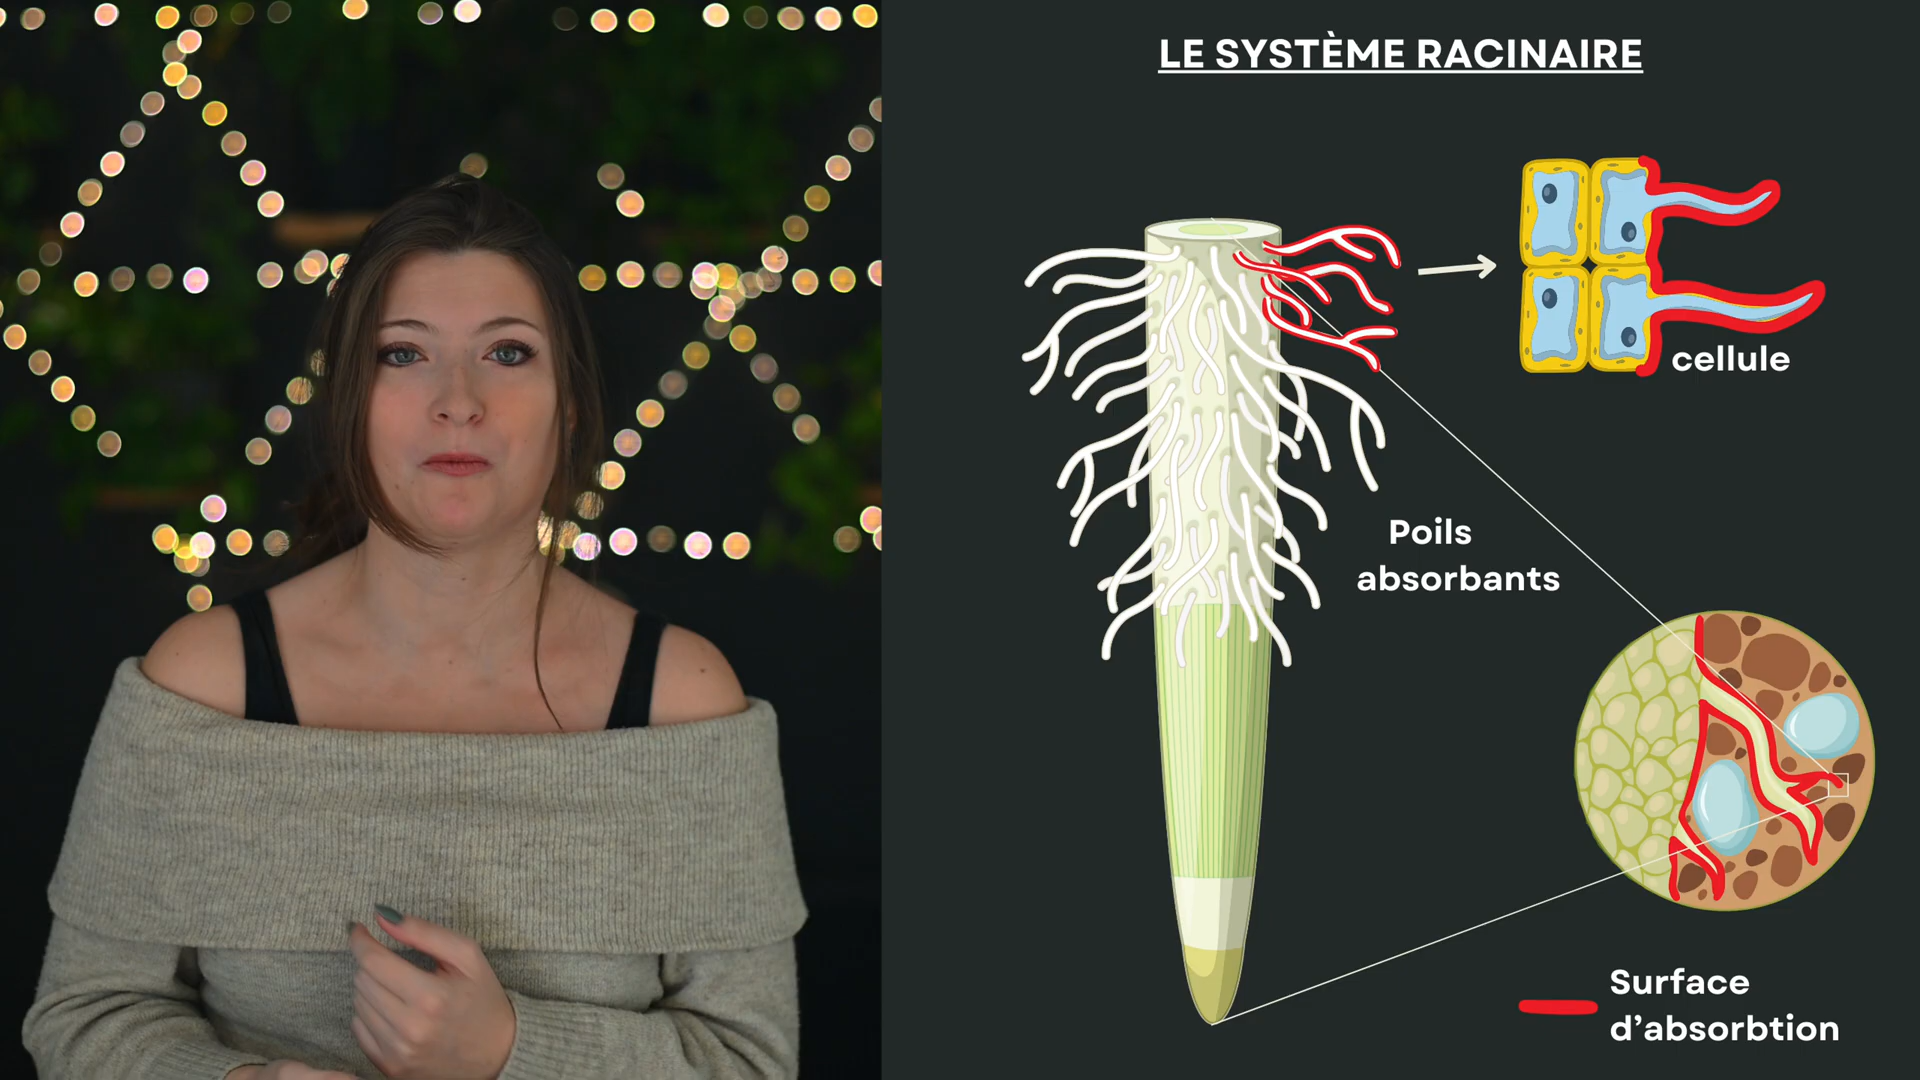 LE SYSTÈME RACINAIRE
cellule
Poils
absorbants
Surface
d’absorbtion